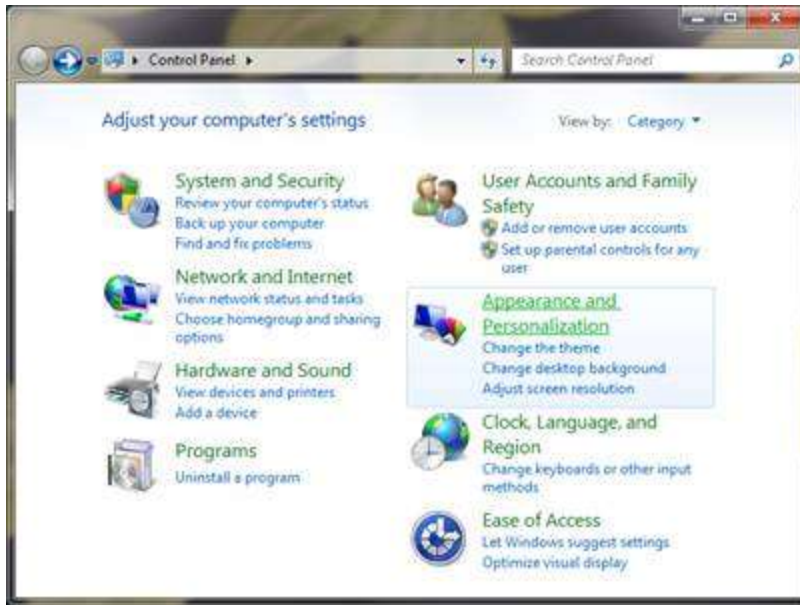 Control Panel
Search Control Panel
Adjust your computer's settings
View by: Category
System and Security
Review your computer's status
Back up your computer
Find and fix problems
Network and Internet
View network status and tasks
Choose homegroup and sharing
options
Hardware and Sound
View devices and printers
Add a device
Programs
Uninstall a program
User Accounts and Family
Safety
Add or remove user accounts
Set up parental controls for any
user
Appearance and
Personalization
Change the theme
Change desktop background
Adjust screen resolution
Clock, Language, and
Region
Change keyboards or other input
methods
Ease of Access
Let Windows suggest settings
Optimize visual display